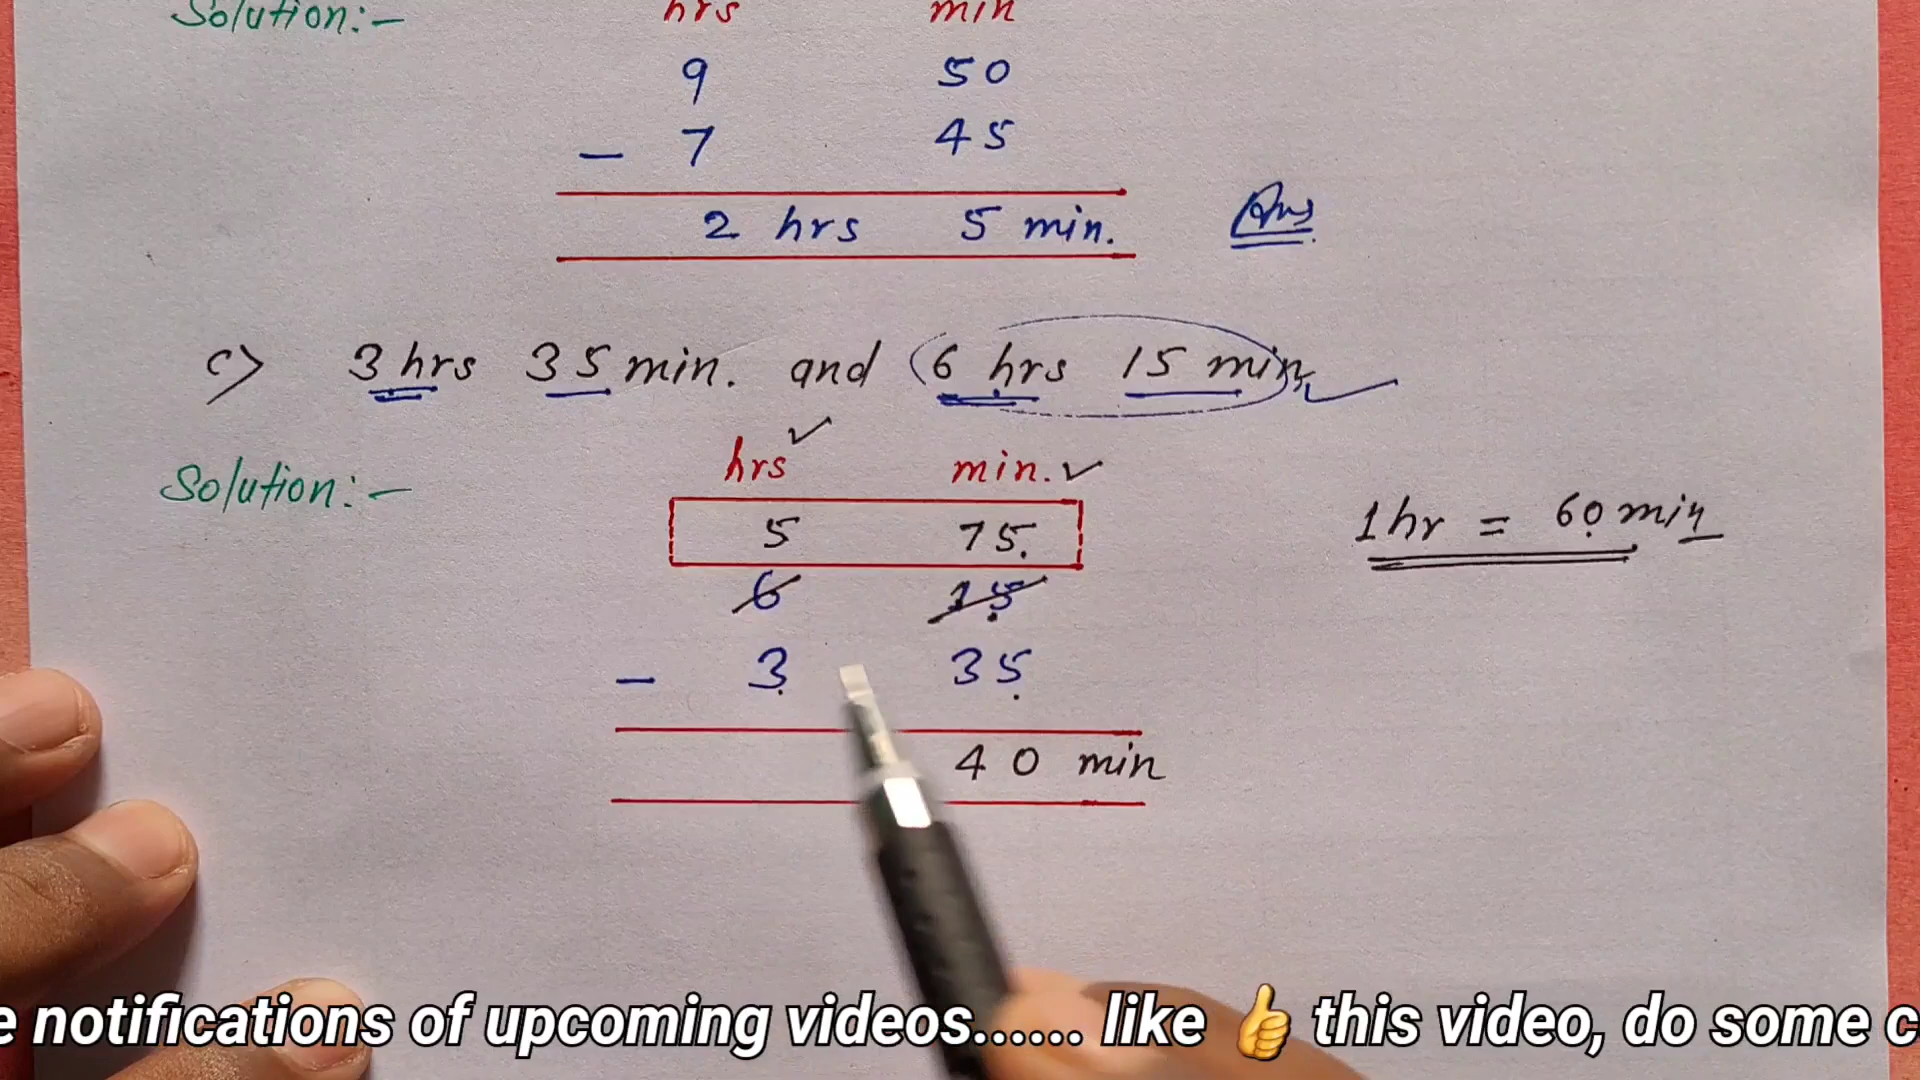 Solution:- hrs min
9 50
- 7 45
2 hrs 5 min. Ans
c) 3 hrs 35 min. and 6 hrs 15 min
Solution:- hrs min.
5 75
1hr = 60 min
6 15
- 3 35
40 min
e notifications of upcoming videos...... like 👍 this video, do some c